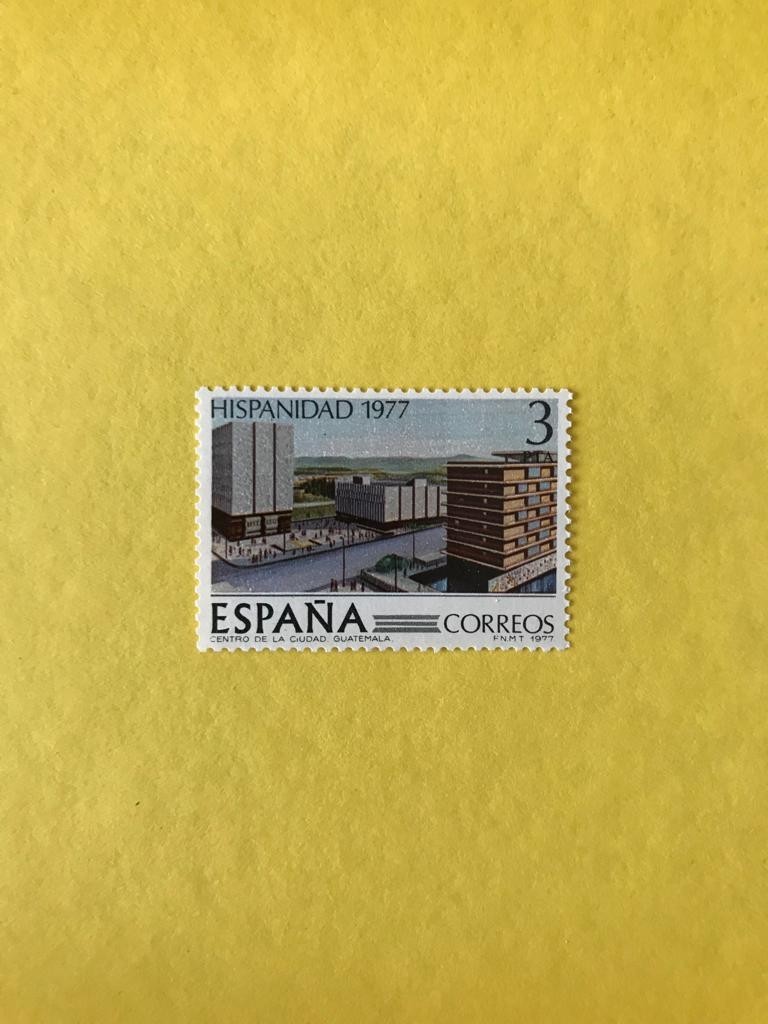 HISPANIDAD 1977
3
PTA
ESPAÑA
CORREOS
CENTRO DE LA CIUDAD. GUATEMALA.
F.N.M.T. 1977